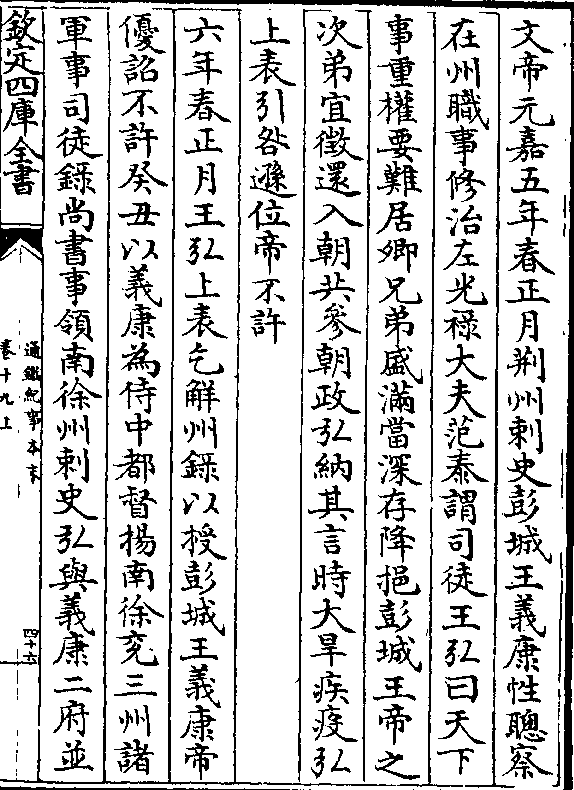 文帝元嘉五年春正月荆州刺史彭城王義康性聰察
在州職事修治左光祿大夫范泰謂司徒王弘曰天下
事重權要難居卿兄弟盛滿當深存降挹彭城王帝之
次弟宜徵還入朝共參朝政弘納其言時大旱疾疫弘
上表引咎遜位帝不許
六年春正月王弘上表乞解州錄以授彭城王義康帝
優詔不許癸丑以義康為侍中都督揚南徐兖三州諸
軍事司徒錄尚書事領南徐州刺史弘與義康二府並
欽定四庫全書
通鑑紀事本末
卷十九上
四十六